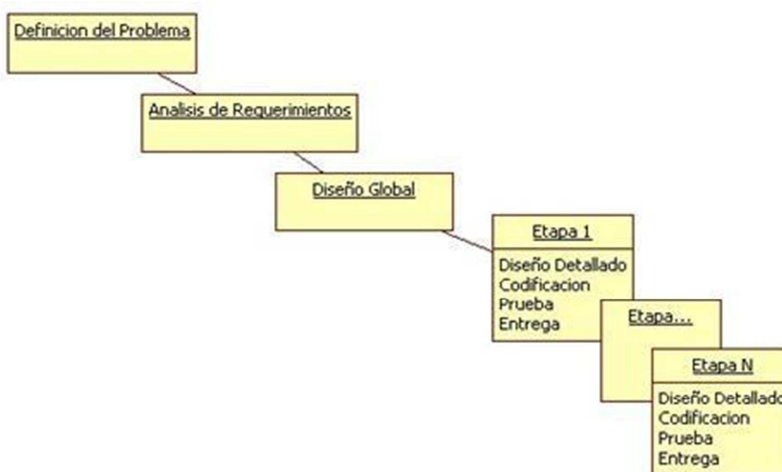 Definicion del Problema
Analisis de Requerimientos
Diseño Global
Etapa 1
Diseño Detallado
Codificacion
Prueba
Entrega
Etapa...
Etapa N
Diseño Detallado
Codificacion
Prueba
Entrega